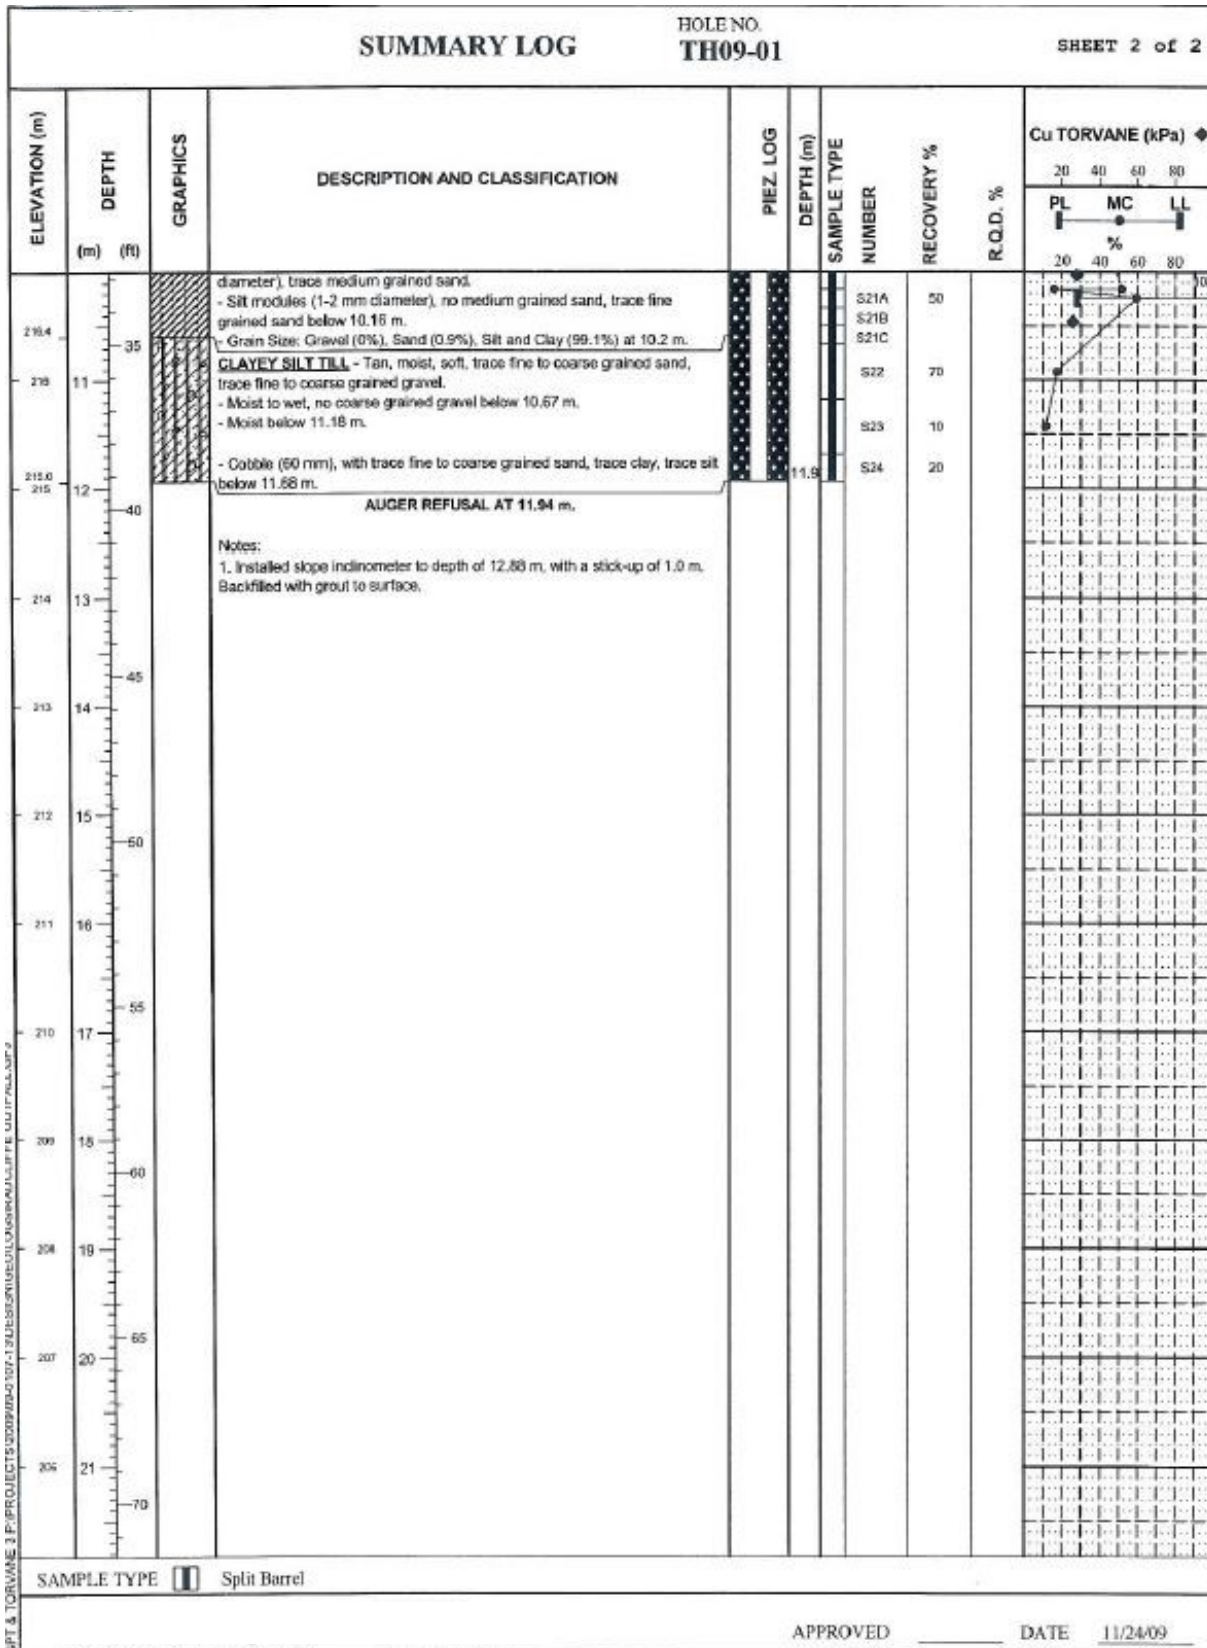 HOLE NO.
SUMMARY LOG TH09-01 SHEET 2 of 2
ELEVATION (m)
DEPTH
(m) (ft)
GRAPHICS
DESCRIPTION AND CLASSIFICATION
PIEZ. LOG
DEPTH (m)
SAMPLE TYPE
NUMBER
RECOVERY %
R.Q.D. %
Cu TORVANE (kPa)
20 40 60 80
PL MC LL
%
20 40 60 80
diameter), trace medium grained sand.
- Silt modules (1-2 mm diameter), no medium grained sand, trace fine
grained sand below 10.16 m.
- Grain Size: Gravel (0%), Sand (0.9%), Silt and Clay (99.1%) at 10.2 m.
CLAYEY SILT TILL - Tan, moist, soft, trace fine to coarse grained sand,
trace fine to coarse grained gravel.
- Moist to wet, no coarse grained gravel below 10.67 m.
- Moist below 11.18 m.
- Cobble (60 mm), with trace fine to coarse grained sand, trace clay, trace silt
below 11.68 m.
AUGER REFUSAL AT 11.94 m.
Notes:
1. Installed slope inclinometer to depth of 12.88 m, with a stick-up of 1.0 m.
Backfilled with grout to surface.
S21A 50
S21B
S21C
S22 70
S23 10
11.9 S24 20
216.4
35
216 11
215.0
215 12
40
214 13
45
213 14
212 15
50
211 16
55
210 17
209 18
60
208 19
65
207 20
206 21
70
SAMPLE TYPE Split Barrel
APPROVED DATE 11/24/09